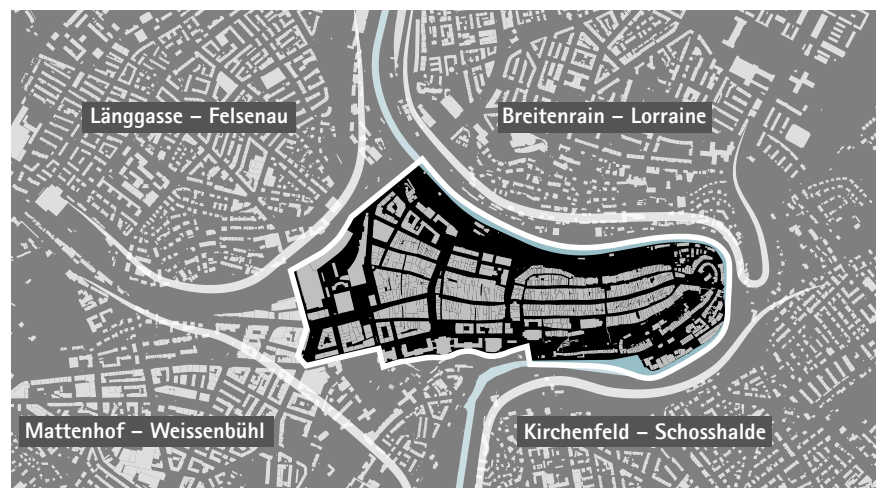 Länggasse – Felsenau
Breitenrain – Lorraine
Mattenhof – Weissenbühl
Kirchenfeld – Schosshalde